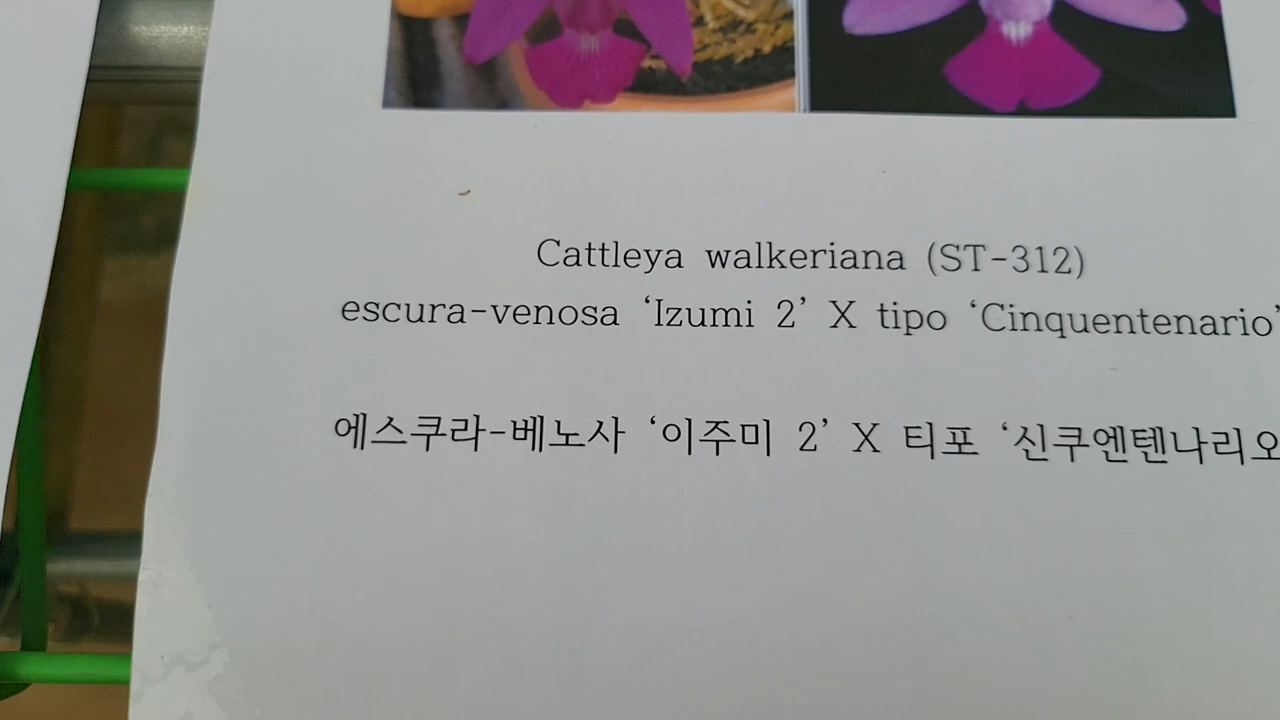 Cattleya walkeriana (ST-312)
escura-venosa ‘Izumi 2’ X tipo ‘Cinquentenario’
에스쿠라-베노사 ‘이주미 2’ X 티포 ‘신쿠엔텐나리오